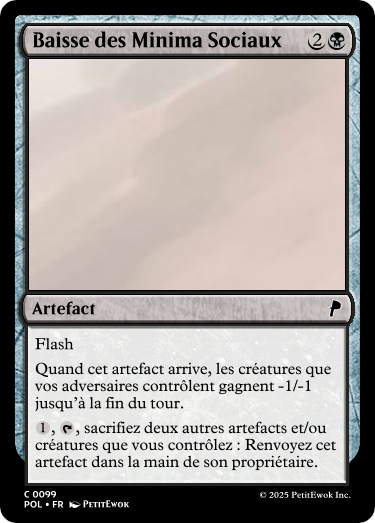 Baisse des Minima Sociaux 2
Artefact
Flash
Quand cet artefact arrive, les créatures que
vos adversaires contrôlent gagnent -1/-1
jusqu'à la fin du tour.
1, , sacrifiez deux autres artefacts et/ou
créatures que vous contrôlez : Renvoyez cet
artefact dans la main de son propriétaire.
C 0099
POL • FR PetitEwok
© 2025 PetitEwok Inc.